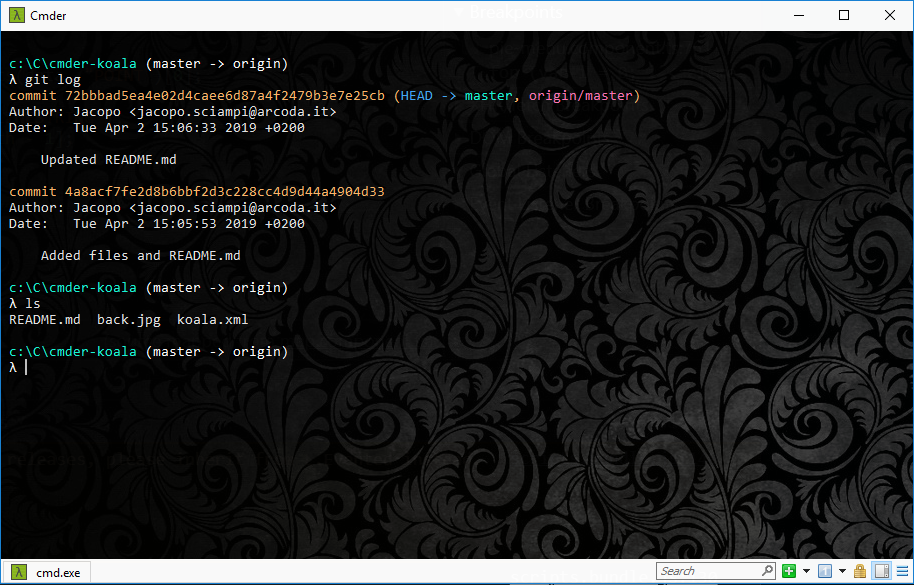 Cmder
c:\C\cmder-koala (master -> origin)
λ git log
commit 72bbbad5ea4e02d4caee6d87a4f2479b3e7e25cb (HEAD -> master, origin/master)
Author: Jacopo <jacopo.sciampi@arcoda.it>
Date:   Tue Apr 2 15:06:33 2019 +0200
Updated README.md
commit 4a8acf7fe2d8b6bbf2d3c228cc4d9d44a4904d33
Author: Jacopo <jacopo.sciampi@arcoda.it>
Date:   Tue Apr 2 15:05:53 2019 +0200
Added files and README.md
c:\C\cmder-koala (master -> origin)
λ ls
README.md  back.jpg  koala.xml
c:\C\cmder-koala (master -> origin)
λ
cmd.exe
Search